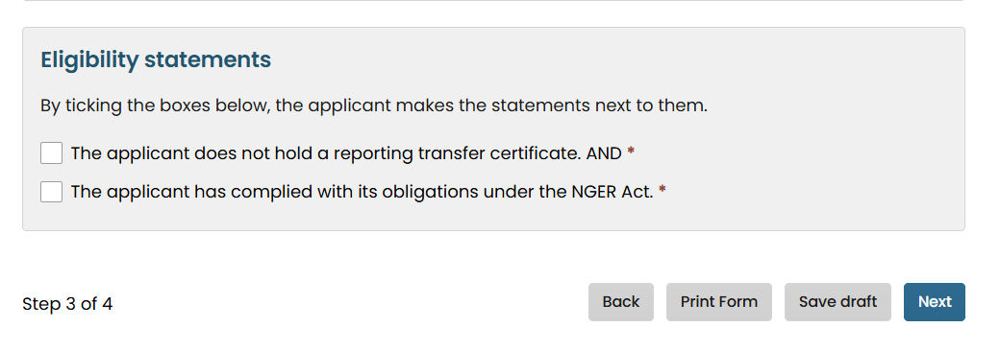 Eligibility statements
By ticking the boxes below, the applicant makes the statements next to them.
The applicant does not hold a reporting transfer certificate. AND *
The applicant has complied with its obligations under the NGER Act. *
Step 3 of 4
Back
Print Form
Save draft
Next